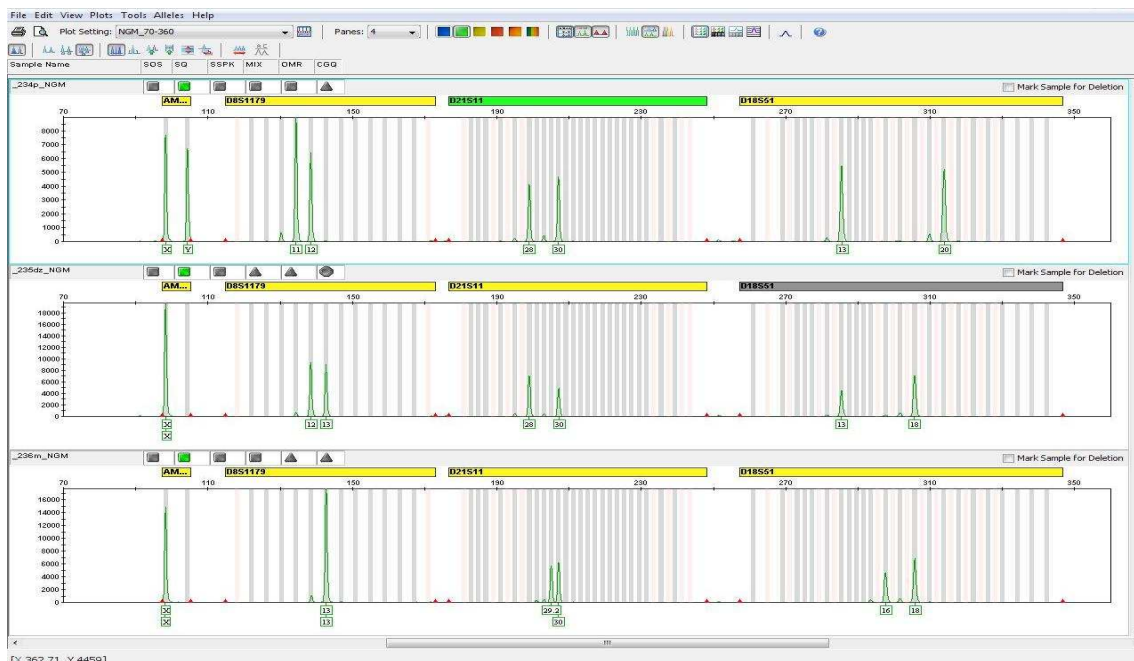 File Edit View Plots Tools Alleles Help
Plot Setting: NGM_70-360 Panes: 4
Sample Name SOS SQ SSPK MIX OMR CGQ
_234p_NGM Mark Sample for Deletion
AM... D8S1179 D21S11 D18S51
70 110 150 190 230 270 310 350
8000
7000
6000
5000
4000
3000
2000
1000
0
X Y 11 12 28 30 13 20
_235dz_NGM Mark Sample for Deletion
AM... D8S1179 D21S11 D18S51
70 110 150 190 230 270 310 350
18000
16000
14000
12000
10000
8000
6000
4000
2000
0
X 12 13 28 30 13 18
X
_236m_NGM Mark Sample for Deletion
AM... D8S1179 D21S11 D18S51
70 110 150 190 230 270 310 350
16000
14000
12000
10000
8000
6000
4000
2000
0
X 13 29.2 16 18
X 13 30
[X 362.71, Y 4459]